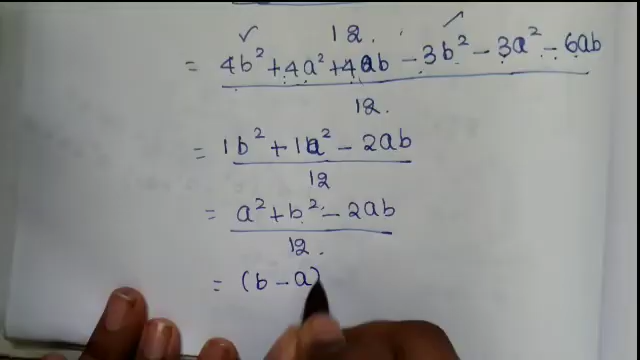 12.
= 4b² + 4a² + 4ab - 3b² - 3a² - 6ab
12.
= 1b² + 1a² - 2ab
12
= a² + b² - 2ab
12.
= (b - a)